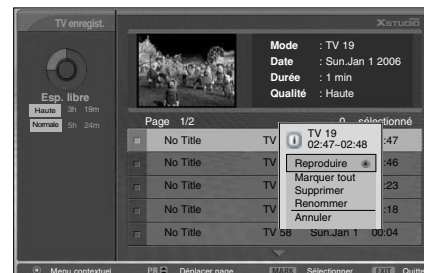 TV enregist.
XSTUDIO
Mode : TV 19
Date : Sun.Jan 1 2006
Durée : 1 min
Qualité : Haute
Esp. libre
Haute 3h 19m
Normale 5h 24m
Page 1/2
0 sélectionné
No Title TV :47
No Title TV :46
No Title TV :23
No Title TV :18
No Title TV 58 Sun.Jan 1 00:04
TV 19
02:47~02:48
Reproduire
Marquer tout
Supprimer
Renommer
Annuler
Menu contextuel PR Déplacer page MARK Sélectionner EXIT Quitte